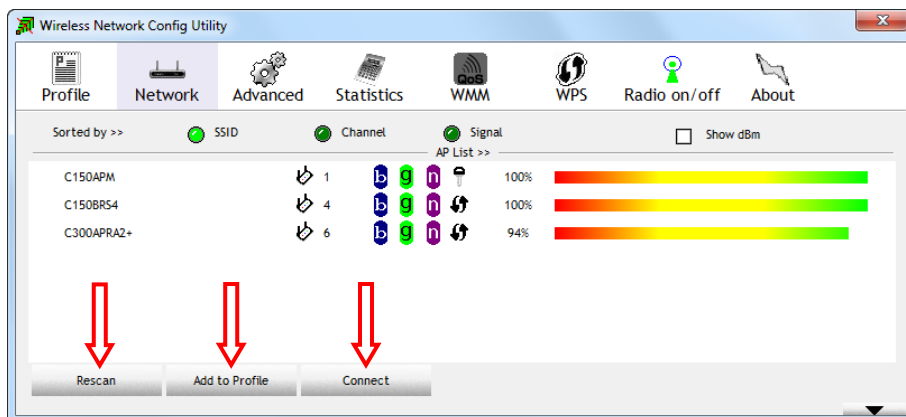 Wireless Network Config Utility
Profile Network Advanced Statistics WMM WPS Radio on/off About
Sorted by >> SSID Channel Signal Show dBm
AP List >>
C150APM 1 b g n 100%
C150BRS4 4 b g n 100%
C300APRA2+ 6 b g n 94%
Rescan Add to Profile Connect